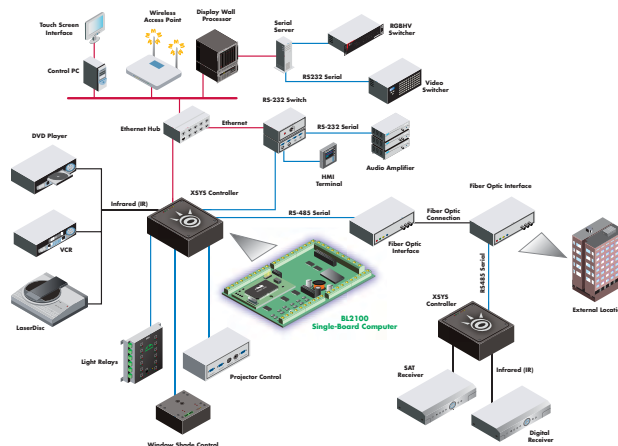 Touch Screen
Interface
Wireless
Access Point
Display Wall
Processor
Serial
Server
RGBHV
Switcher
Control PC
RS232 Serial
Video
Switcher
RS-232 Switch
Ethernet Hub
Ethernet
RS-232 Serial
DVD Player
HMI
Terminal
Audio Amplifier
Infrared (IR)
XSYS Controller
RS-485 Serial
Fiber Optic
Connection
Fiber Optic Interface
VCR
Fiber Optic
Interface
RS485 Serial
LaserDisc
XSYS
Controller
External Locatio
BL2100
Single-Board Computer
Light Relays
Projector Control
SAT
Receiver
Infrared (IR)
Digital
Receiver
Window Shade Control